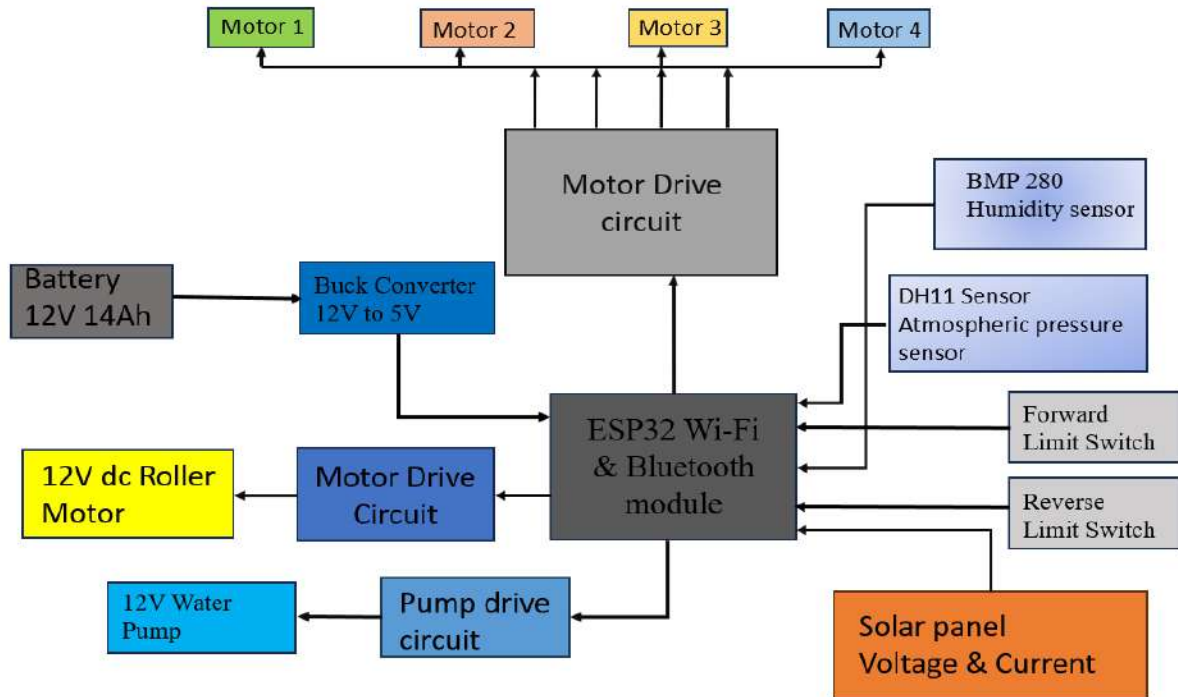 Motor 1
Motor 2
Motor 3
Motor 4
Motor Drive
circuit
BMP 280
Humidity sensor
Battery
12V 14Ah
Buck Converter
12V to 5V
DH11 Sensor
Atmospheric pressure
sensor
ESP32 Wi-Fi
& Bluetooth
module
Forward
Limit Switch
12V dc Roller
Motor
Motor Drive
Circuit
Reverse
Limit Switch
12V Water
Pump
Pump drive
circuit
Solar panel
Voltage & Current